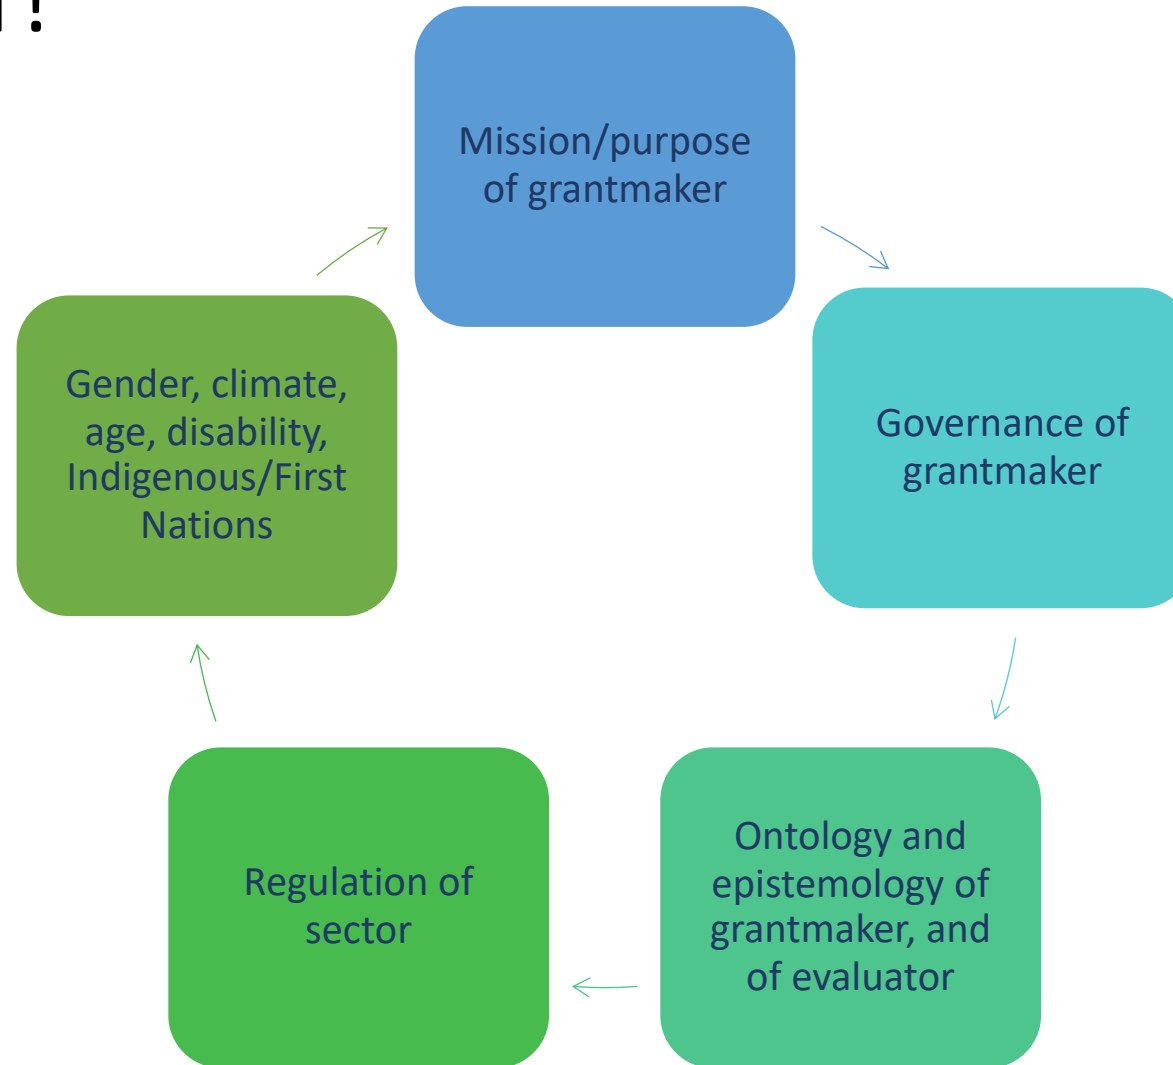 Mission/purpose
of grantmaker
Governance of
grantmaker
Ontology and
epistemology of
grantmaker, and
of evaluator
Regulation of
sector
Gender, climate,
age, disability,
Indigenous/First
Nations